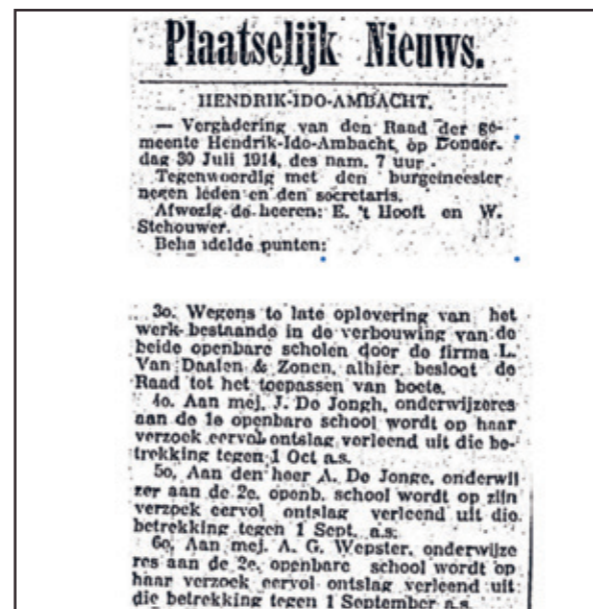 Plaatselijk Nieuws.
HENDRIK-IDO-AMBACHT.
— Vergadering van den Raad der ge-
meente Hendrik-Ido-Ambacht, op Donder-
dag 30 Juli 1914, des nam. 7 uur.
Tegenwoordig met den burgemeester
negen leden en den secretaris.
Afwezig de heeren: E. 't Hooft en W.
Stehouwer.
Behandelde punten:
3o. Wegens te late oplevering van het
werk bestaande in de verbouwing van de
beide openbare scholen door de firma L.
Van Daalen & Zonen, alhier, besloot de
Raad tot het toepassen van boete.
4o. Aan mej. J. De Jongh, onderwijzeres
aan de 1e openbare school wordt op haar
verzoek eervol ontslag verleend uit die be-
trekking tegen 1 Oct a.s.
5o. Aan den heer A. De Jonge, onderwij
zer aan de 2e. openb. school wordt op zijn
verzoek eervol ontslag verleend uit die
betrekking tegen 1 Sept. a.s.
6o. Aan mej. A. G. Wepster, onderwijze
res aan de 2e. openbare school wordt op
haar verzoek eervol ontslag verleend uit
die betrekking tegen 1 September a.s.